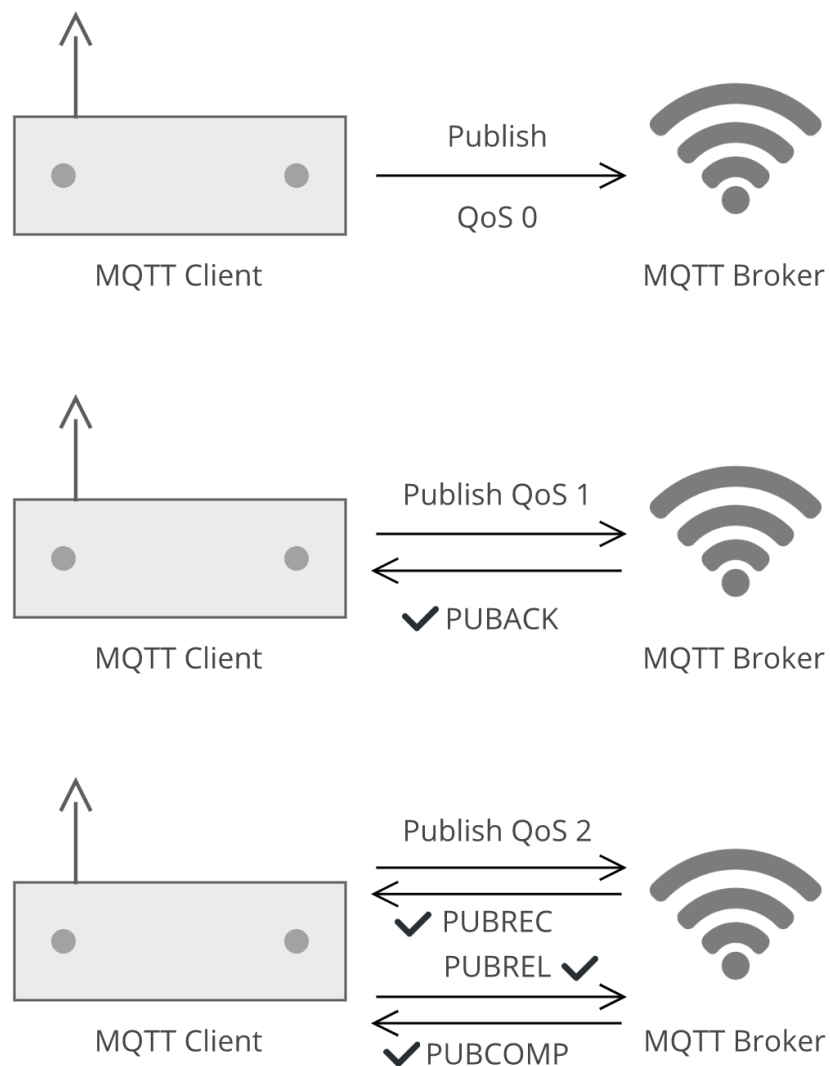 Publish
QoS 0
MQTT Client
MQTT Broker
Publish QoS 1
PUBACK
MQTT Client
MQTT Broker
Publish QoS 2
PUBREC
PUBREL
MQTT Client
MQTT Broker
PUBCOMP